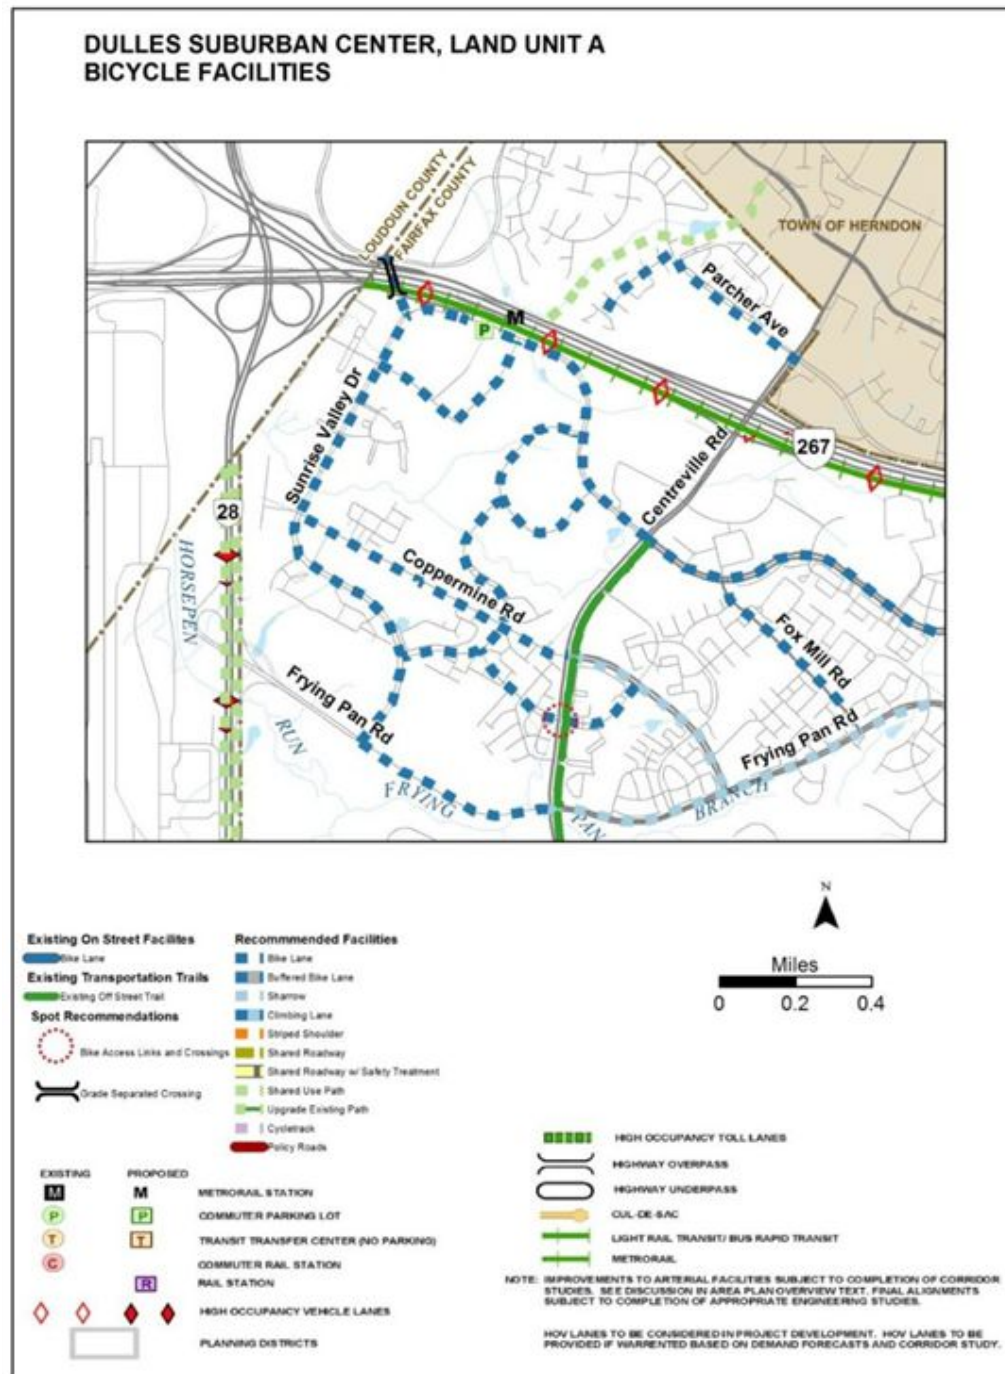 DULLES SUBURBAN CENTER, LAND UNIT A
BICYCLE FACILITIES
LOUDOUN COUNTY
FAIRFAX COUNTY
TOWN OF HERNDON
Parcher Ave
M
P
Sunrise Valley Dr
Centreville Rd
267
28
HORSEPEN
Coppermine Rd
Fox Mill Rd
Frying Pan Rd
RUN
Frying Pan Rd
FRYING
PAN
BRANCH
N
Miles
0 0.2 0.4
Existing On Street Facilites
Bike Lane
Existing Transportation Trails
Existing Off Street Trail
Spot Recommendations
Bike Access Links and Crossings
Grade Separated Crossing
Recommmended Facilities
Bike Lane
Buffered Bike Lane
Sharrow
Climbing Lane
Striped Shoulder
Shared Roadway
Shared Roadway w/ Safety Treatment
Shared Use Path
Upgrade Existing Path
Cycletrack
Policy Roads
EXISTING PROPOSED
M M METRORAIL STATION
P P COMMUTER PARKING LOT
T T TRANSIT TRANSFER CENTER (NO PARKING)
C COMMUTER RAIL STATION
R RAIL STATION
HIGH OCCUPANCY VEHICLE LANES
PLANNING DISTRICTS
HIGH OCCUPANCY TOLL LANES
HIGHWAY OVERPASS
HIGHWAY UNDERPASS
CUL-DE-SAC
LIGHT RAIL TRANSIT/ BUS RAPID TRANSIT
METRORAIL
NOTE: IMPROVEMENTS TO ARTERIAL FACILITIES SUBJECT TO COMPLETION OF CORRIDOR
STUDIES. SEE DISCUSSION IN AREA PLAN OVERVIEW TEXT. FINAL ALIGNMENTS
SUBJECT TO COMPLETION OF APPROPRIATE ENGINEERING STUDIES.
HOV LANES TO BE CONSIDERED IN PROJECT DEVELOPMENT. HOV LANES TO BE
PROVIDED IF WARRENTED BASED ON DEMAND FORECASTS AND CORRIDOR STUDY.